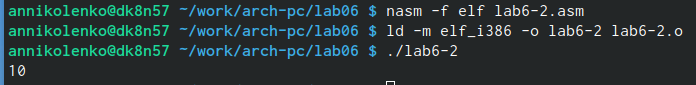 annikolenko@dk8n57 ~/work/arch-pc/lab06 $ nasm -f elf lab6-2.asm
annikolenko@dk8n57 ~/work/arch-pc/lab06 $ ld -m elf_i386 -o lab6-2 lab6-2.o
annikolenko@dk8n57 ~/work/arch-pc/lab06 $ ./lab6-2
10